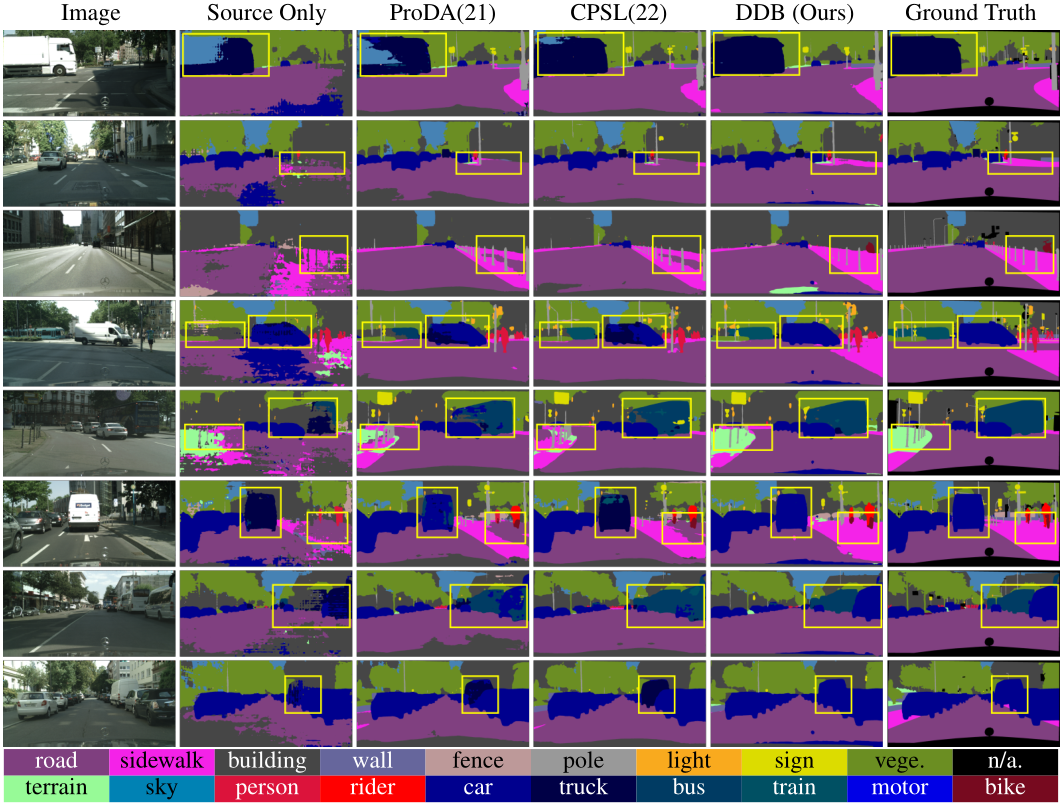 Image Source Only ProDA(21) CPSL(22) DDB (Ours) Ground Truth
road sidewalk building wall fence pole light sign vege. n/a.
terrain sky person rider car truck bus train motor bike